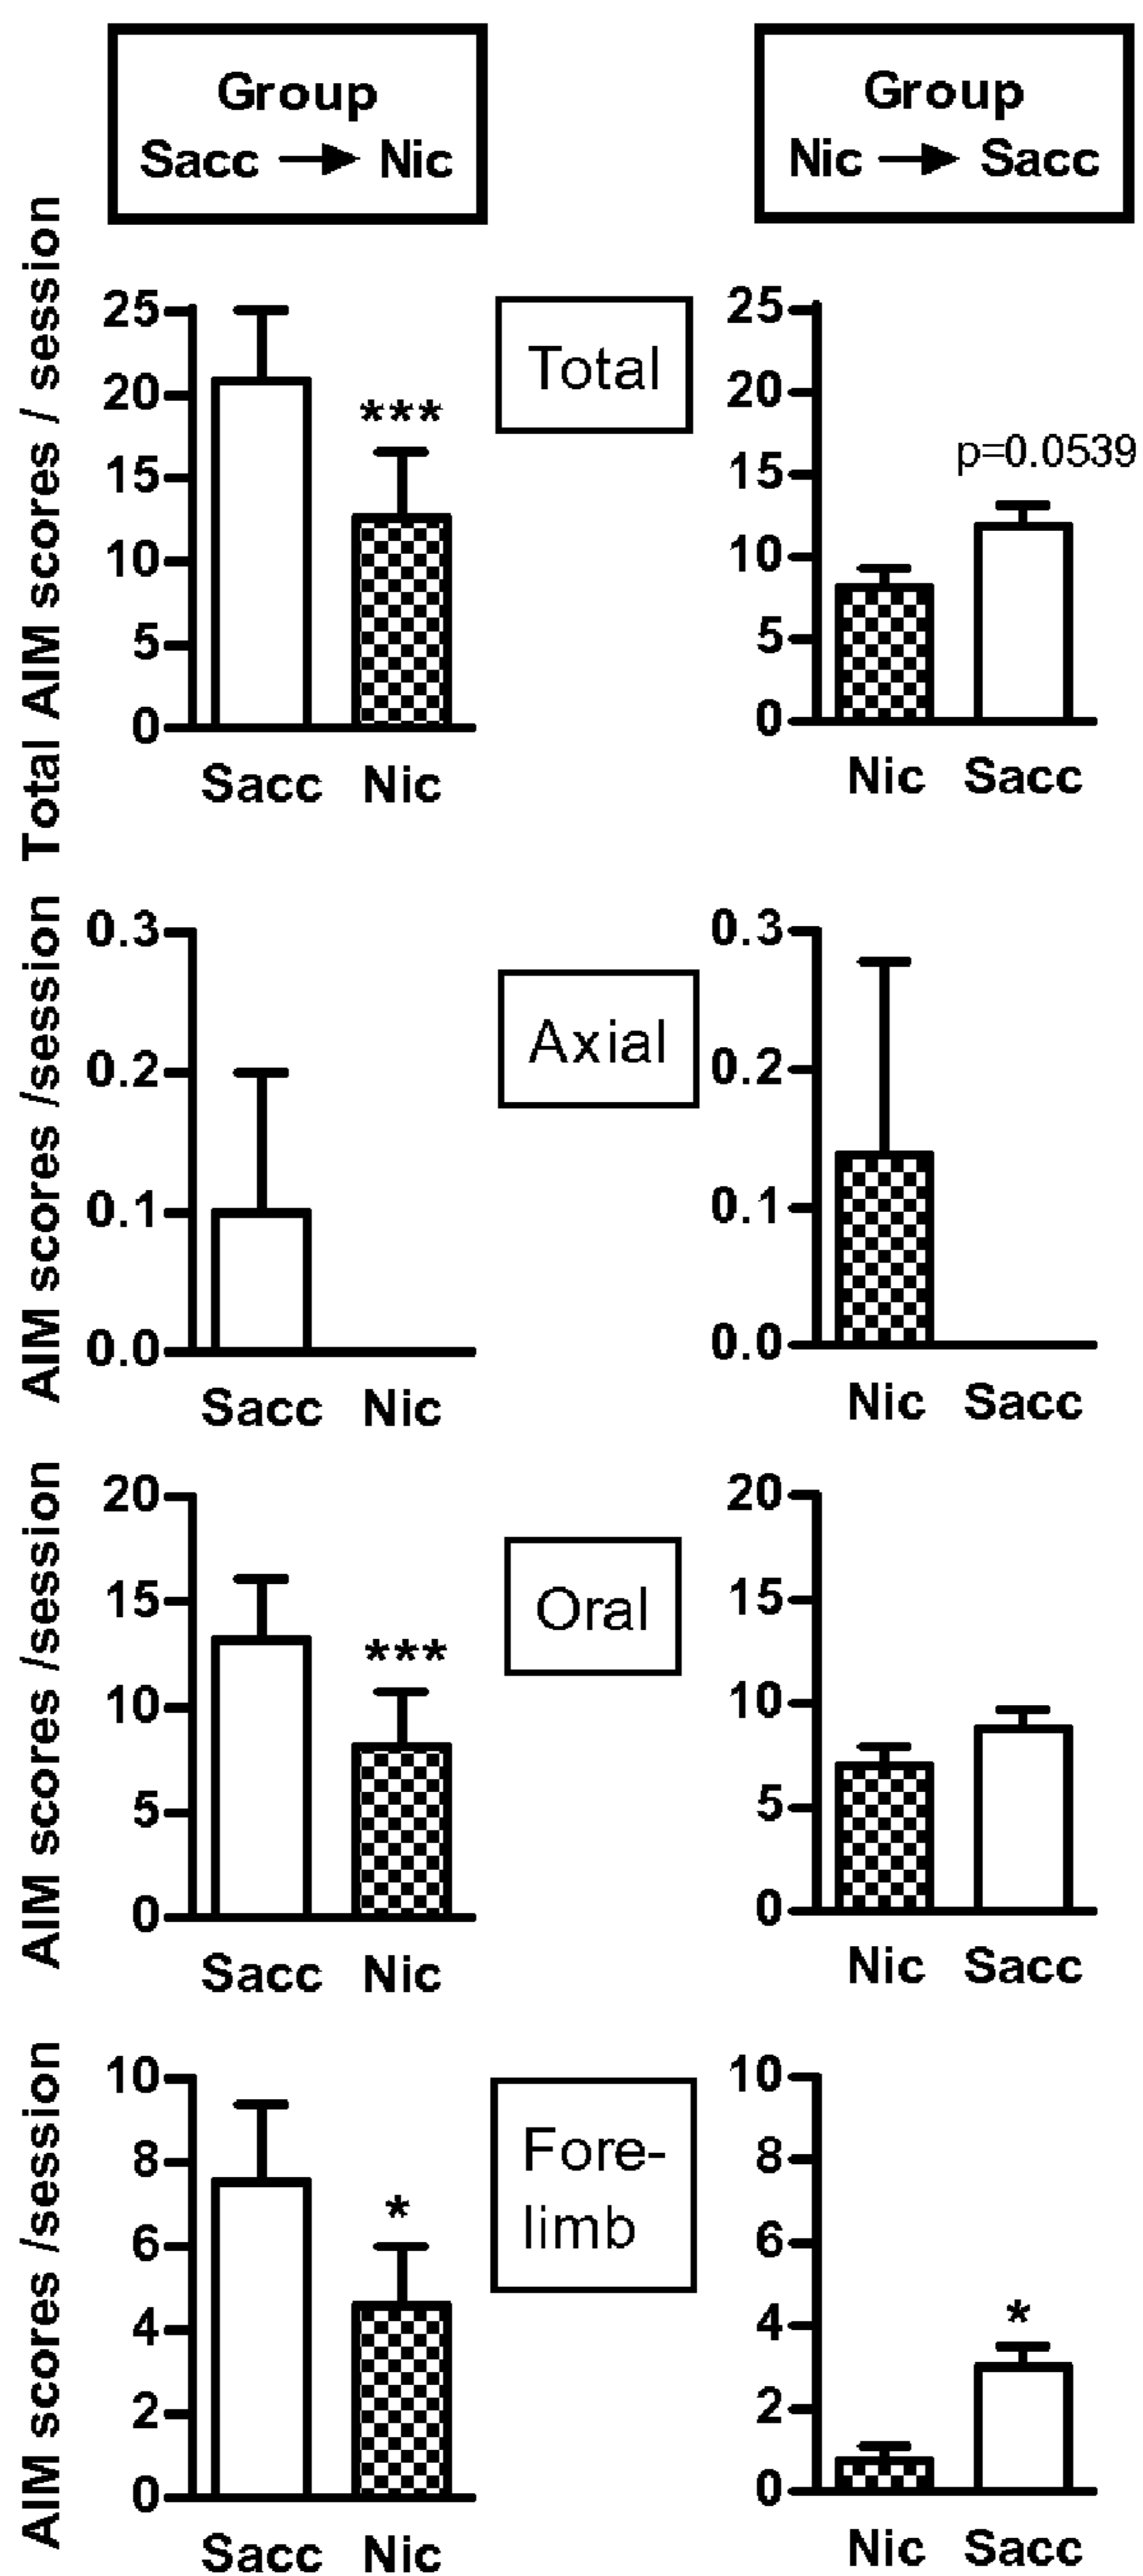 Group
Sacc → Nic
Group
Nic → Sacc
Total AIM scores / session
25
20
15
10
5
0
***
Sacc Nic
Total
25
20
15
10
5
0
p=0.0539
Nic Sacc
AIM scores /session
0.3
0.2
0.1
0.0
Sacc Nic
Axial
0.3
0.2
0.1
0.0
Nic Sacc
AIM scores /session
20
15
10
5
0
***
Sacc Nic
Oral
20
15
10
5
0
Nic Sacc
AIM scores /session
10
8
6
4
2
0
*
Sacc Nic
Fore-
limb
10
8
6
4
2
0
*
Nic Sacc